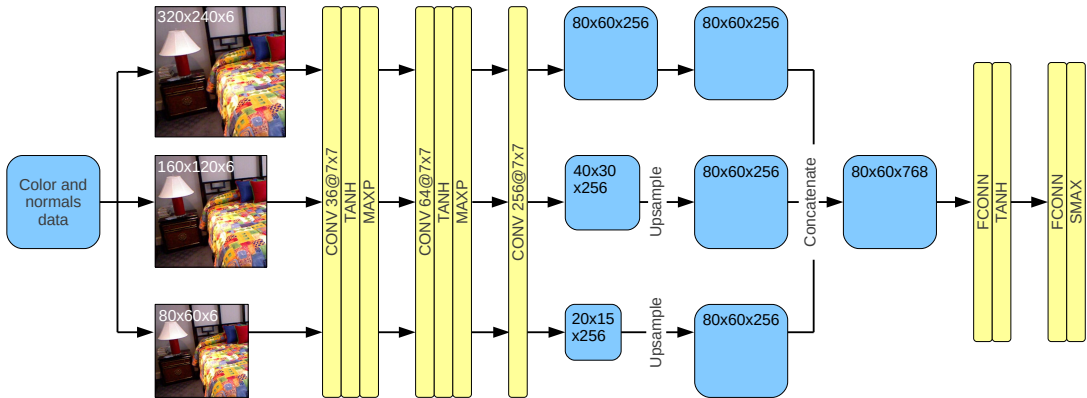 Color and
normals
data
320x240x6
160x120x6
80x60x6
CONV 36@7x7
TANH
MAXP
CONV 64@7x7
TANH
MAXP
CONV 256@7x7
80x60x256
80x60x256
40x30
x256
Upsample
80x60x256
20x15
x256
Upsample
80x60x256
Concatenate
80x60x768
FCONN
TANH
FCONN
SMAX